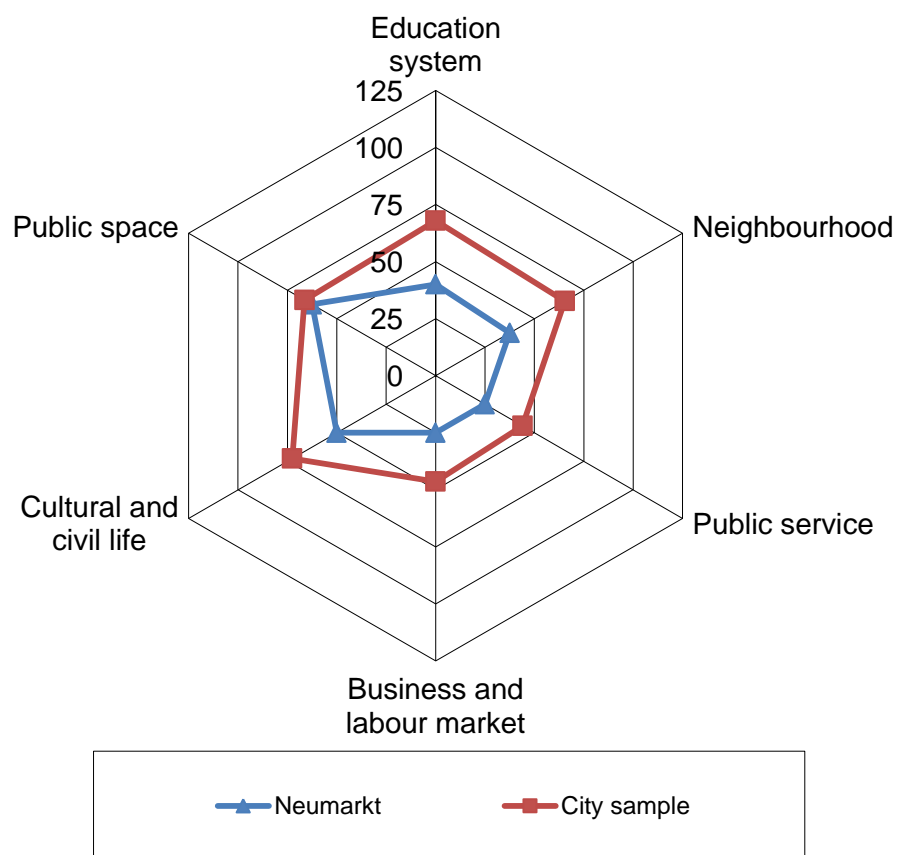 Education
system
125
100
75
50
25
0
Public space
Neighbourhood
Cultural and
civil life
Public service
Business and
labour market
Neumarkt
City sample